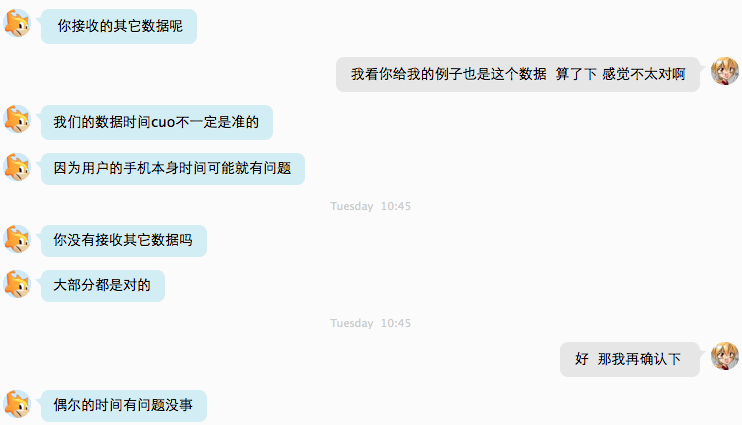 你接收的其它数据呢
我看你给我的例子也是这个数据  算了下 感觉不太对啊
我们的数据时间cuo不一定是准的
因为用户的手机本身时间可能就有问题
Tuesday  10:45
你没有接收其它数据吗
大部分都是对的
Tuesday  10:45
好  那我再确认下
偶尔的时间有问题没事